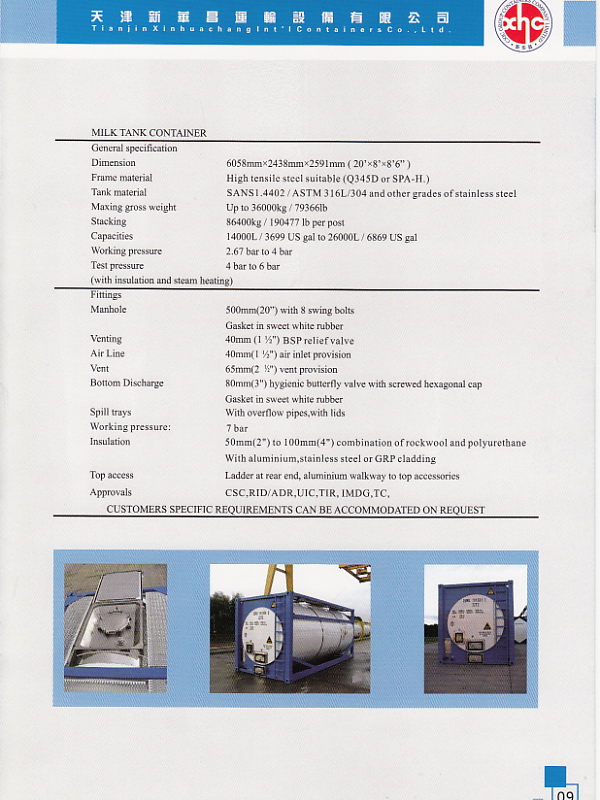 天津新華昌運輸設備有限公司
TianjinXinhuachangInt'lContainersCo.,Ltd.
CXIC GROUP CONTAINERS COMPANY LIMITED
xhc
新華昌
MILK TANK CONTAINER
General specification
Dimension 6058mm×2438mm×2591mm ( 20'×8'×8'6" )
Frame material High tensile steel suitable (Q345D or SPA-H.)
Tank material SANS1.4402 / ASTM 316L/304 and other grades of stainless steel
Maxing gross weight Up to 36000kg / 79366lb
Stacking 86400kg / 190477 lb per post
Capacities 14000L / 3699 US gal to 26000L / 6869 US gal
Working pressure 2.67 bar to 4 bar
Test pressure 4 bar to 6 bar
(with insulation and steam heating)
Fittings
Manhole 500mm(20") with 8 swing bolts
Gasket in sweet white rubber
Venting 40mm (1 ½") BSP relief valve
Air Line 40mm(1 ½") air inlet provision
Vent 65mm(2 ½") vent provision
Bottom Discharge 80mm(3") hygienic butterfly valve with screwed hexagonal cap
Gasket in sweet white rubber
Spill trays With overflow pipes,with lids
Working pressure: 7 bar
Insulation 50mm(2") to 100mm(4") combination of rockwool and polyurethane
With aluminium,stainless steel or GRP cladding
Top access Ladder at rear end, aluminium walkway to top accessories
Approvals CSC,RID/ADR,UIC,TIR, IMDG,TC,
CUSTOMERS SPECIFIC REQUIREMENTS CAN BE ACCOMMODATED ON REQUEST
09